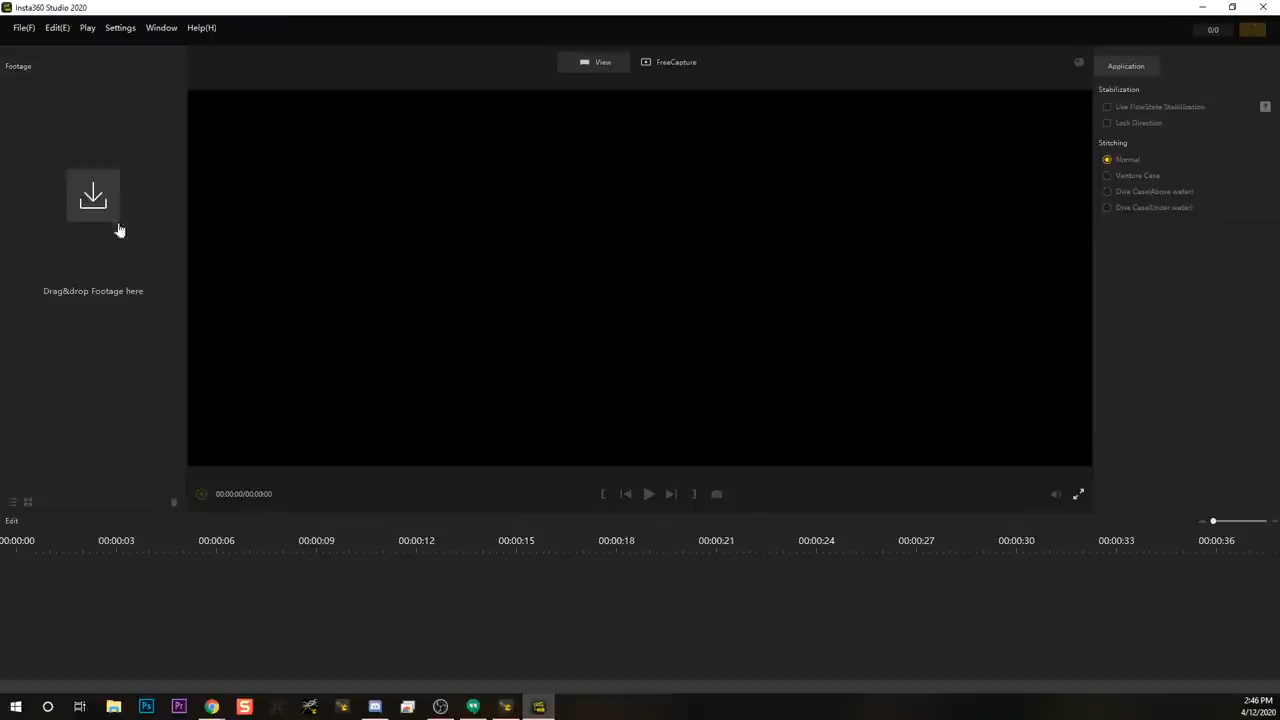 Insta360 Studio 2020
File(F) Edit(E) Play Settings Window Help(H)
0/0
Footage
View FreeCapture
Application
Stabilization
Use FlowState Stabilization ?
Lock Direction
Stitching
Normal
Venture Case
Dive Case(Above water)
Dive Case(Under water)
Drag&drop Footage here
00:00:00/00:00:00
Edit
00:00:00 00:00:03 00:00:06 00:00:09 00:00:12 00:00:15 00:00:18 00:00:21 00:00:24 00:00:27 00:00:30 00:00:33 00:00:36
Ps Pr S
2:46 PM
4/12/2020